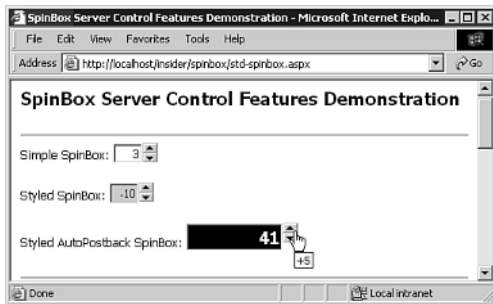 SpinBox Server Control Features Demonstration - Microsoft Internet Explo...
File Edit View Favorites Tools Help
Address http://localhost/insider/spinbox/std-spinbox.aspx Go
SpinBox Server Control Features Demonstration
Simple SpinBox: 3
Styled SpinBox: -10
Styled AutoPostback SpinBox: 41
+5
Done Local intranet